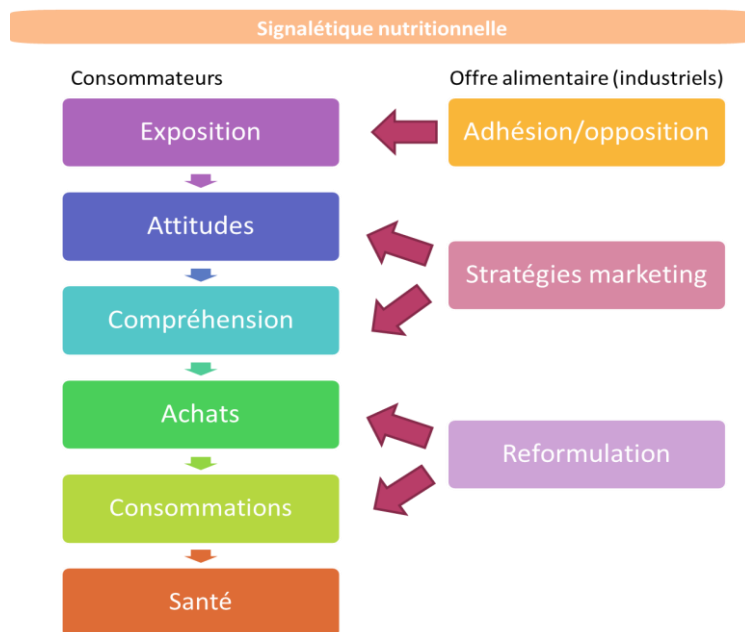 Signalétique nutritionnelle
Consommateurs
Offre alimentaire (industriels)
Exposition
Adhésion/opposition
Attitudes
Stratégies marketing
Compréhension
Achats
Reformulation
Consommations
Santé